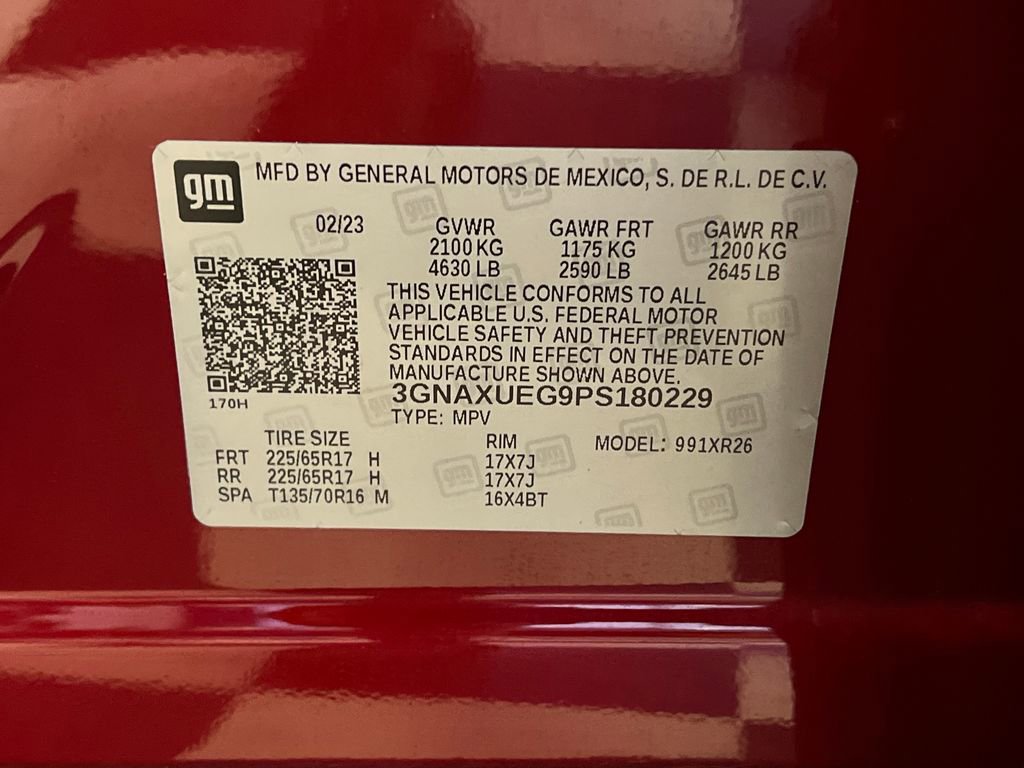 gm
MFD BY GENERAL MOTORS DE MEXICO, S. DE R.L. DE C.V.
02/23 GVWR GAWR FRT GAWR RR
2100 KG 1175 KG 1200 KG
4630 LB 2590 LB 2645 LB
THIS VEHICLE CONFORMS TO ALL
APPLICABLE U.S. FEDERAL MOTOR
VEHICLE SAFETY AND THEFT PREVENTION
STANDARDS IN EFFECT ON THE DATE OF
MANUFACTURE SHOWN ABOVE.
170H
3GNAXUEG9PS180229
TYPE: MPV
TIRE SIZE RIM MODEL: 991XR26
FRT 225/65R17 H 17X7J
RR 225/65R17 H 17X7J
SPA T135/70R16 M 16X4BT